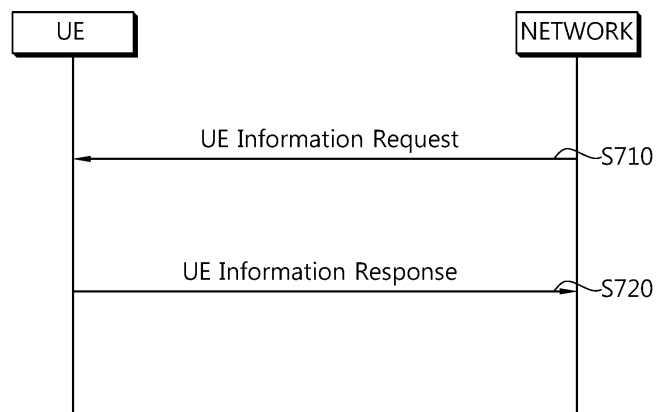 UE
NETWORK
UE Information Request
S710
UE Information Response
S720